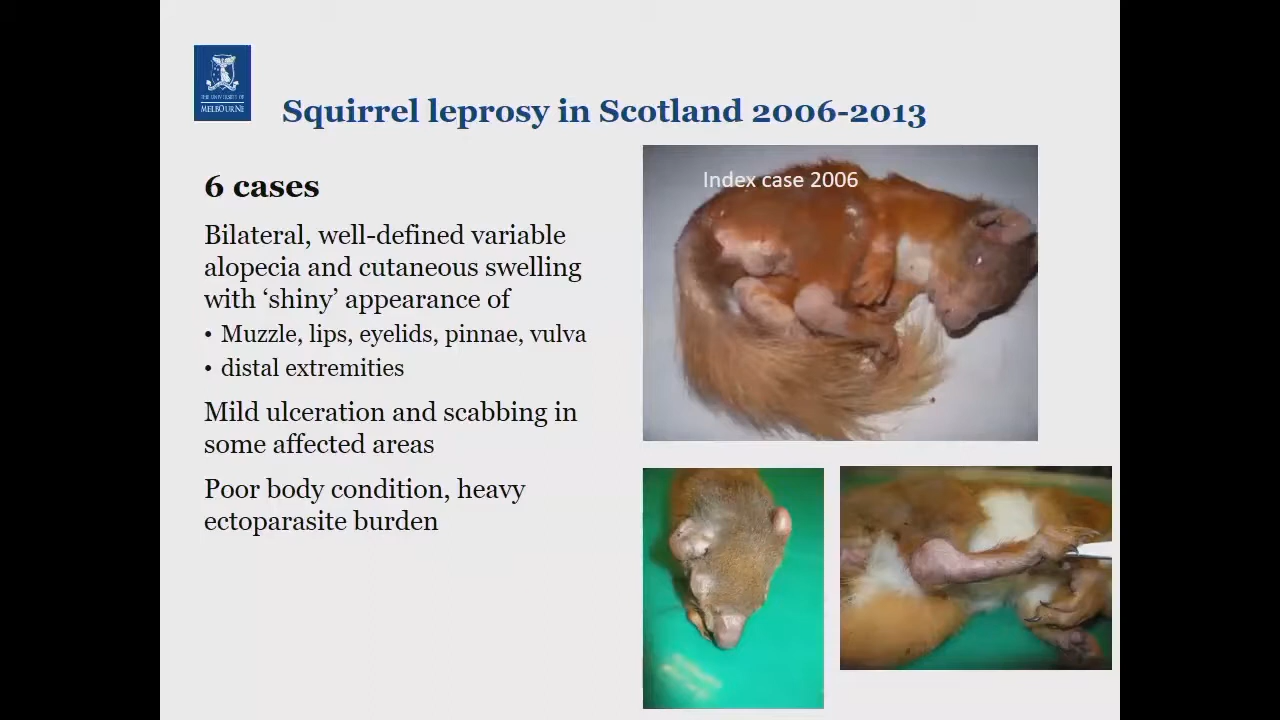 THE UNIVERSITY OF
MELBOURNE
Squirrel leprosy in Scotland 2006-2013
6 cases
Bilateral, well-defined variable
alopecia and cutaneous swelling
with ‘shiny’ appearance of
• Muzzle, lips, eyelids, pinnae, vulva
• distal extremities
Mild ulceration and scabbing in
some affected areas
Poor body condition, heavy
ectoparasite burden
Index case 2006